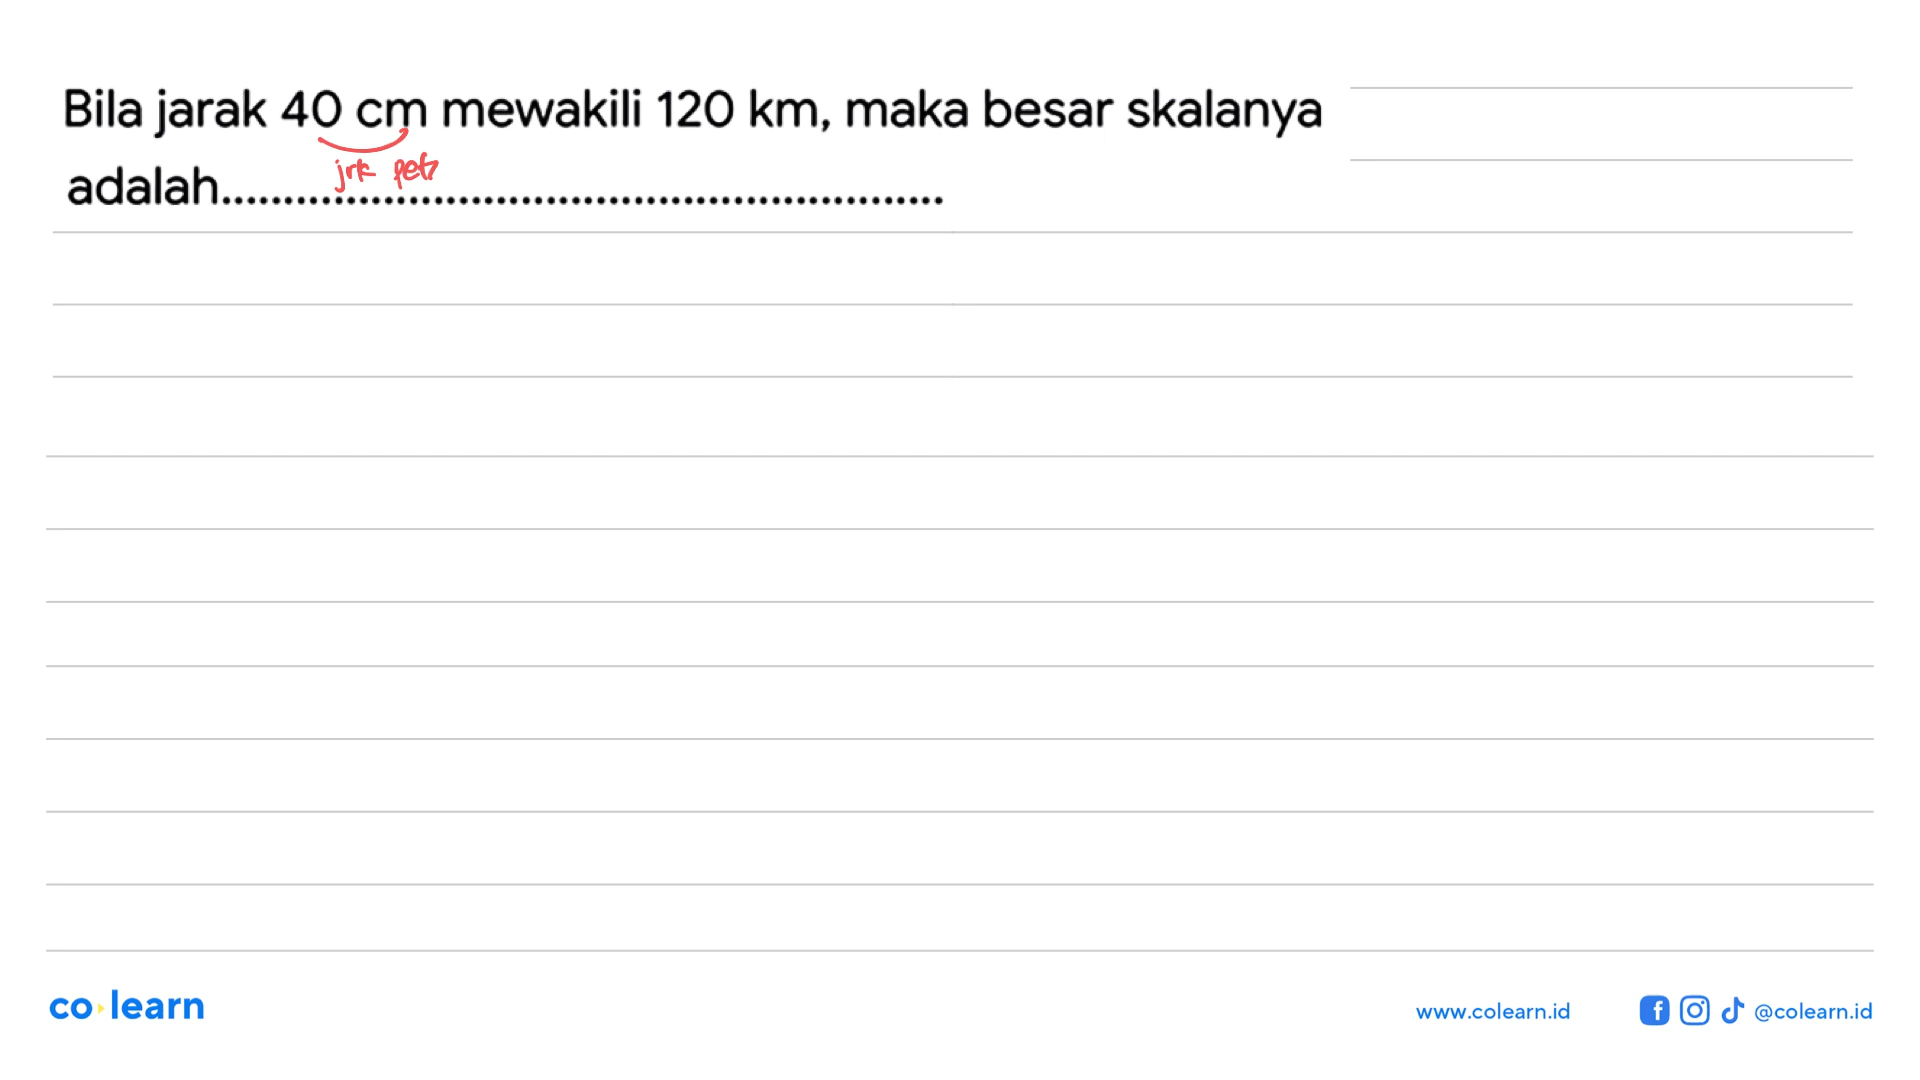 Bila jarak 40 cm mewakili 120 km, maka besar skalanya
jrk peta
adalah...........................................................
co learn
www.colearn.id
@colearn.id